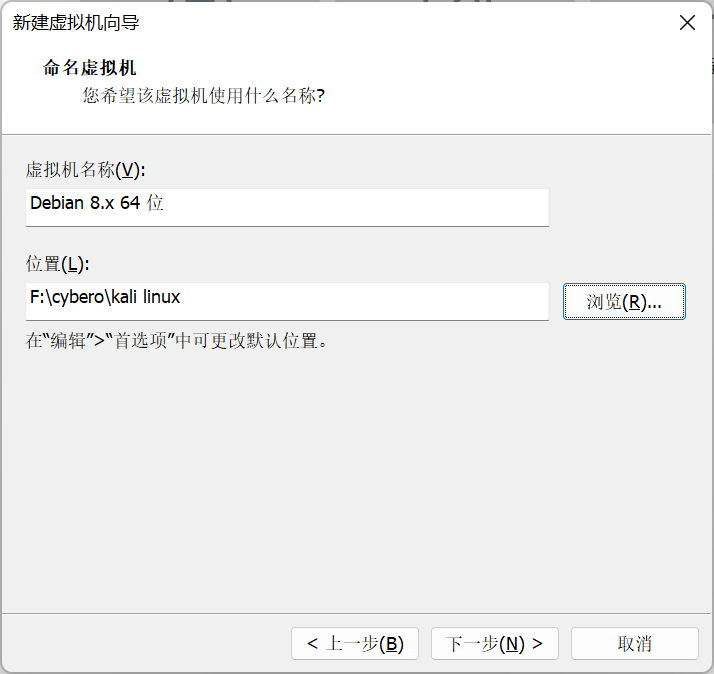 新建虚拟机向导
命名虚拟机
您希望该虚拟机使用什么名称?
虚拟机名称(V):
Debian 8.x 64 位
位置(L):
F:\cybero\kali linux
浏览(R)...
在“编辑”>“首选项”中可更改默认位置。
< 上一步(B) 下一步(N) > 取消